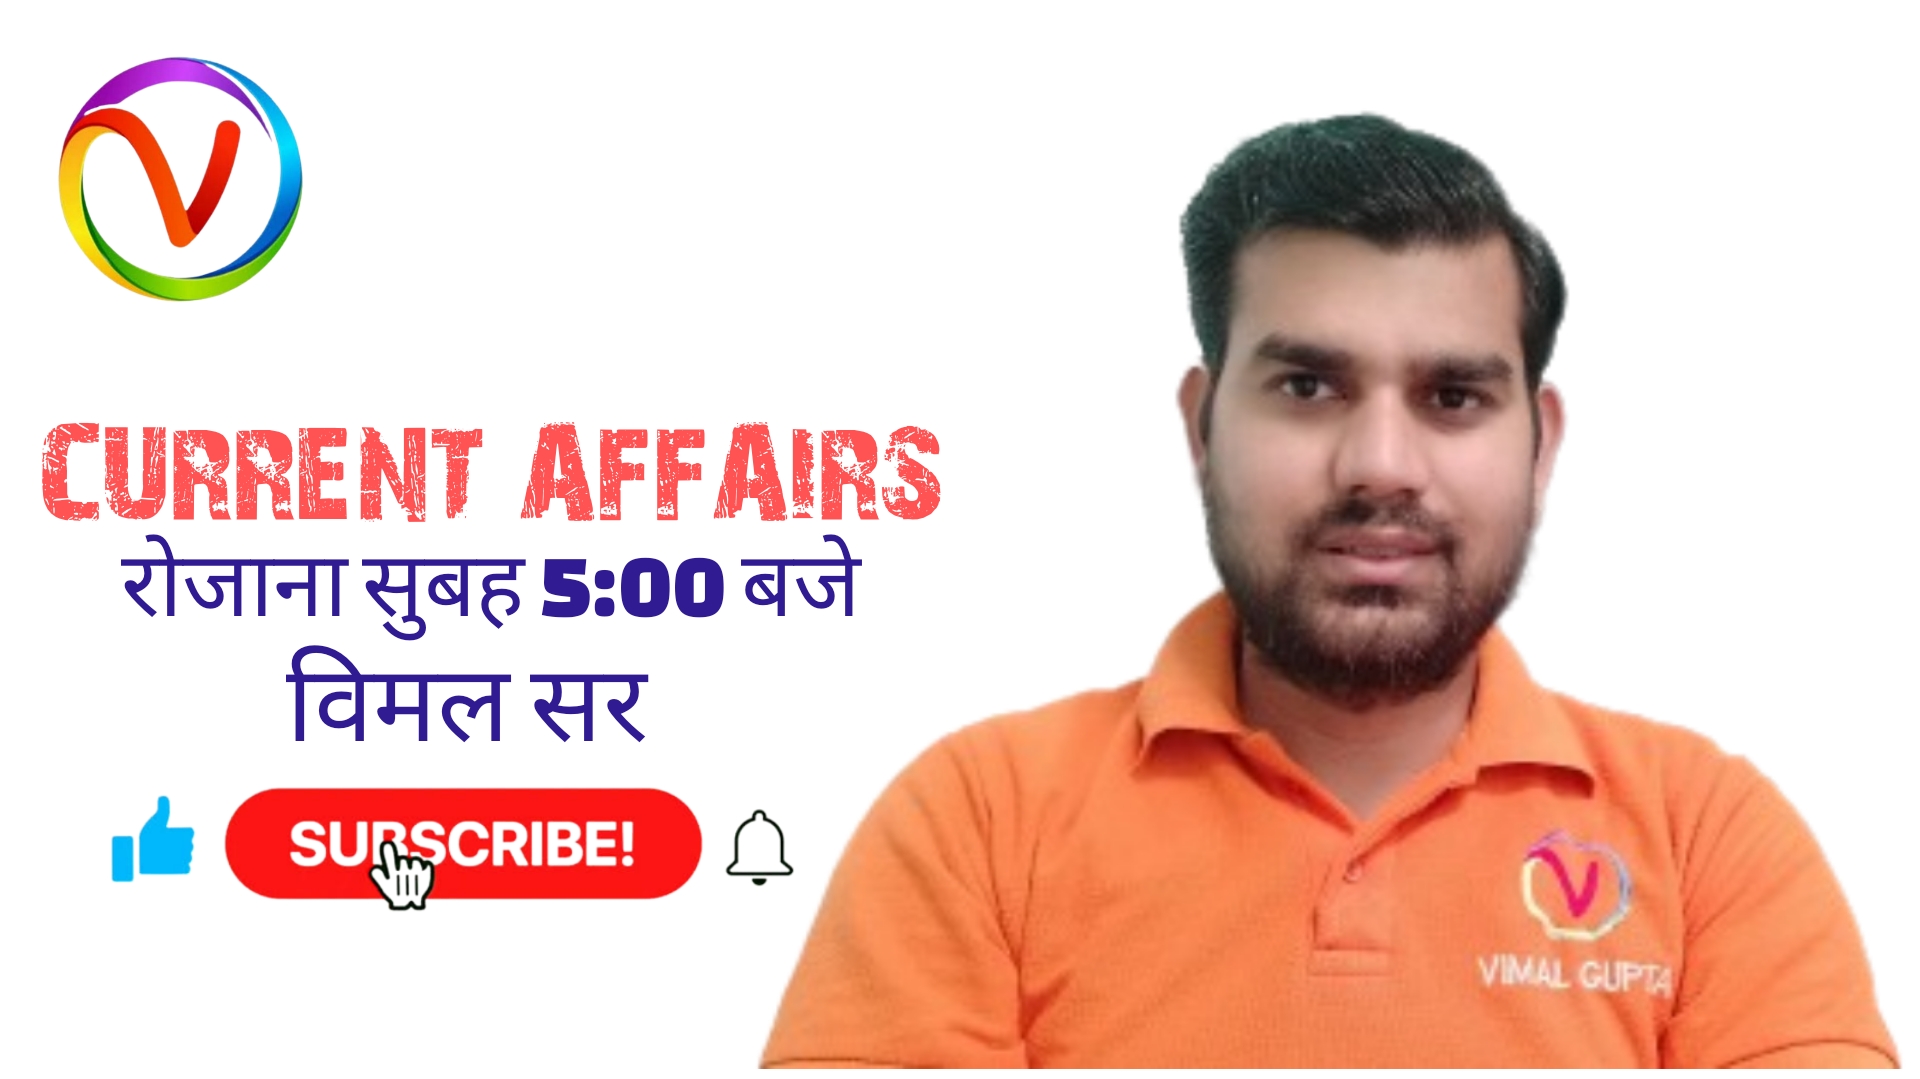 V
CURRENT AFFAIRS
रोजाना सुबह 5:00 बजे
विमल सर
SUBSCRIBE!
V
VIMAL GUPTA